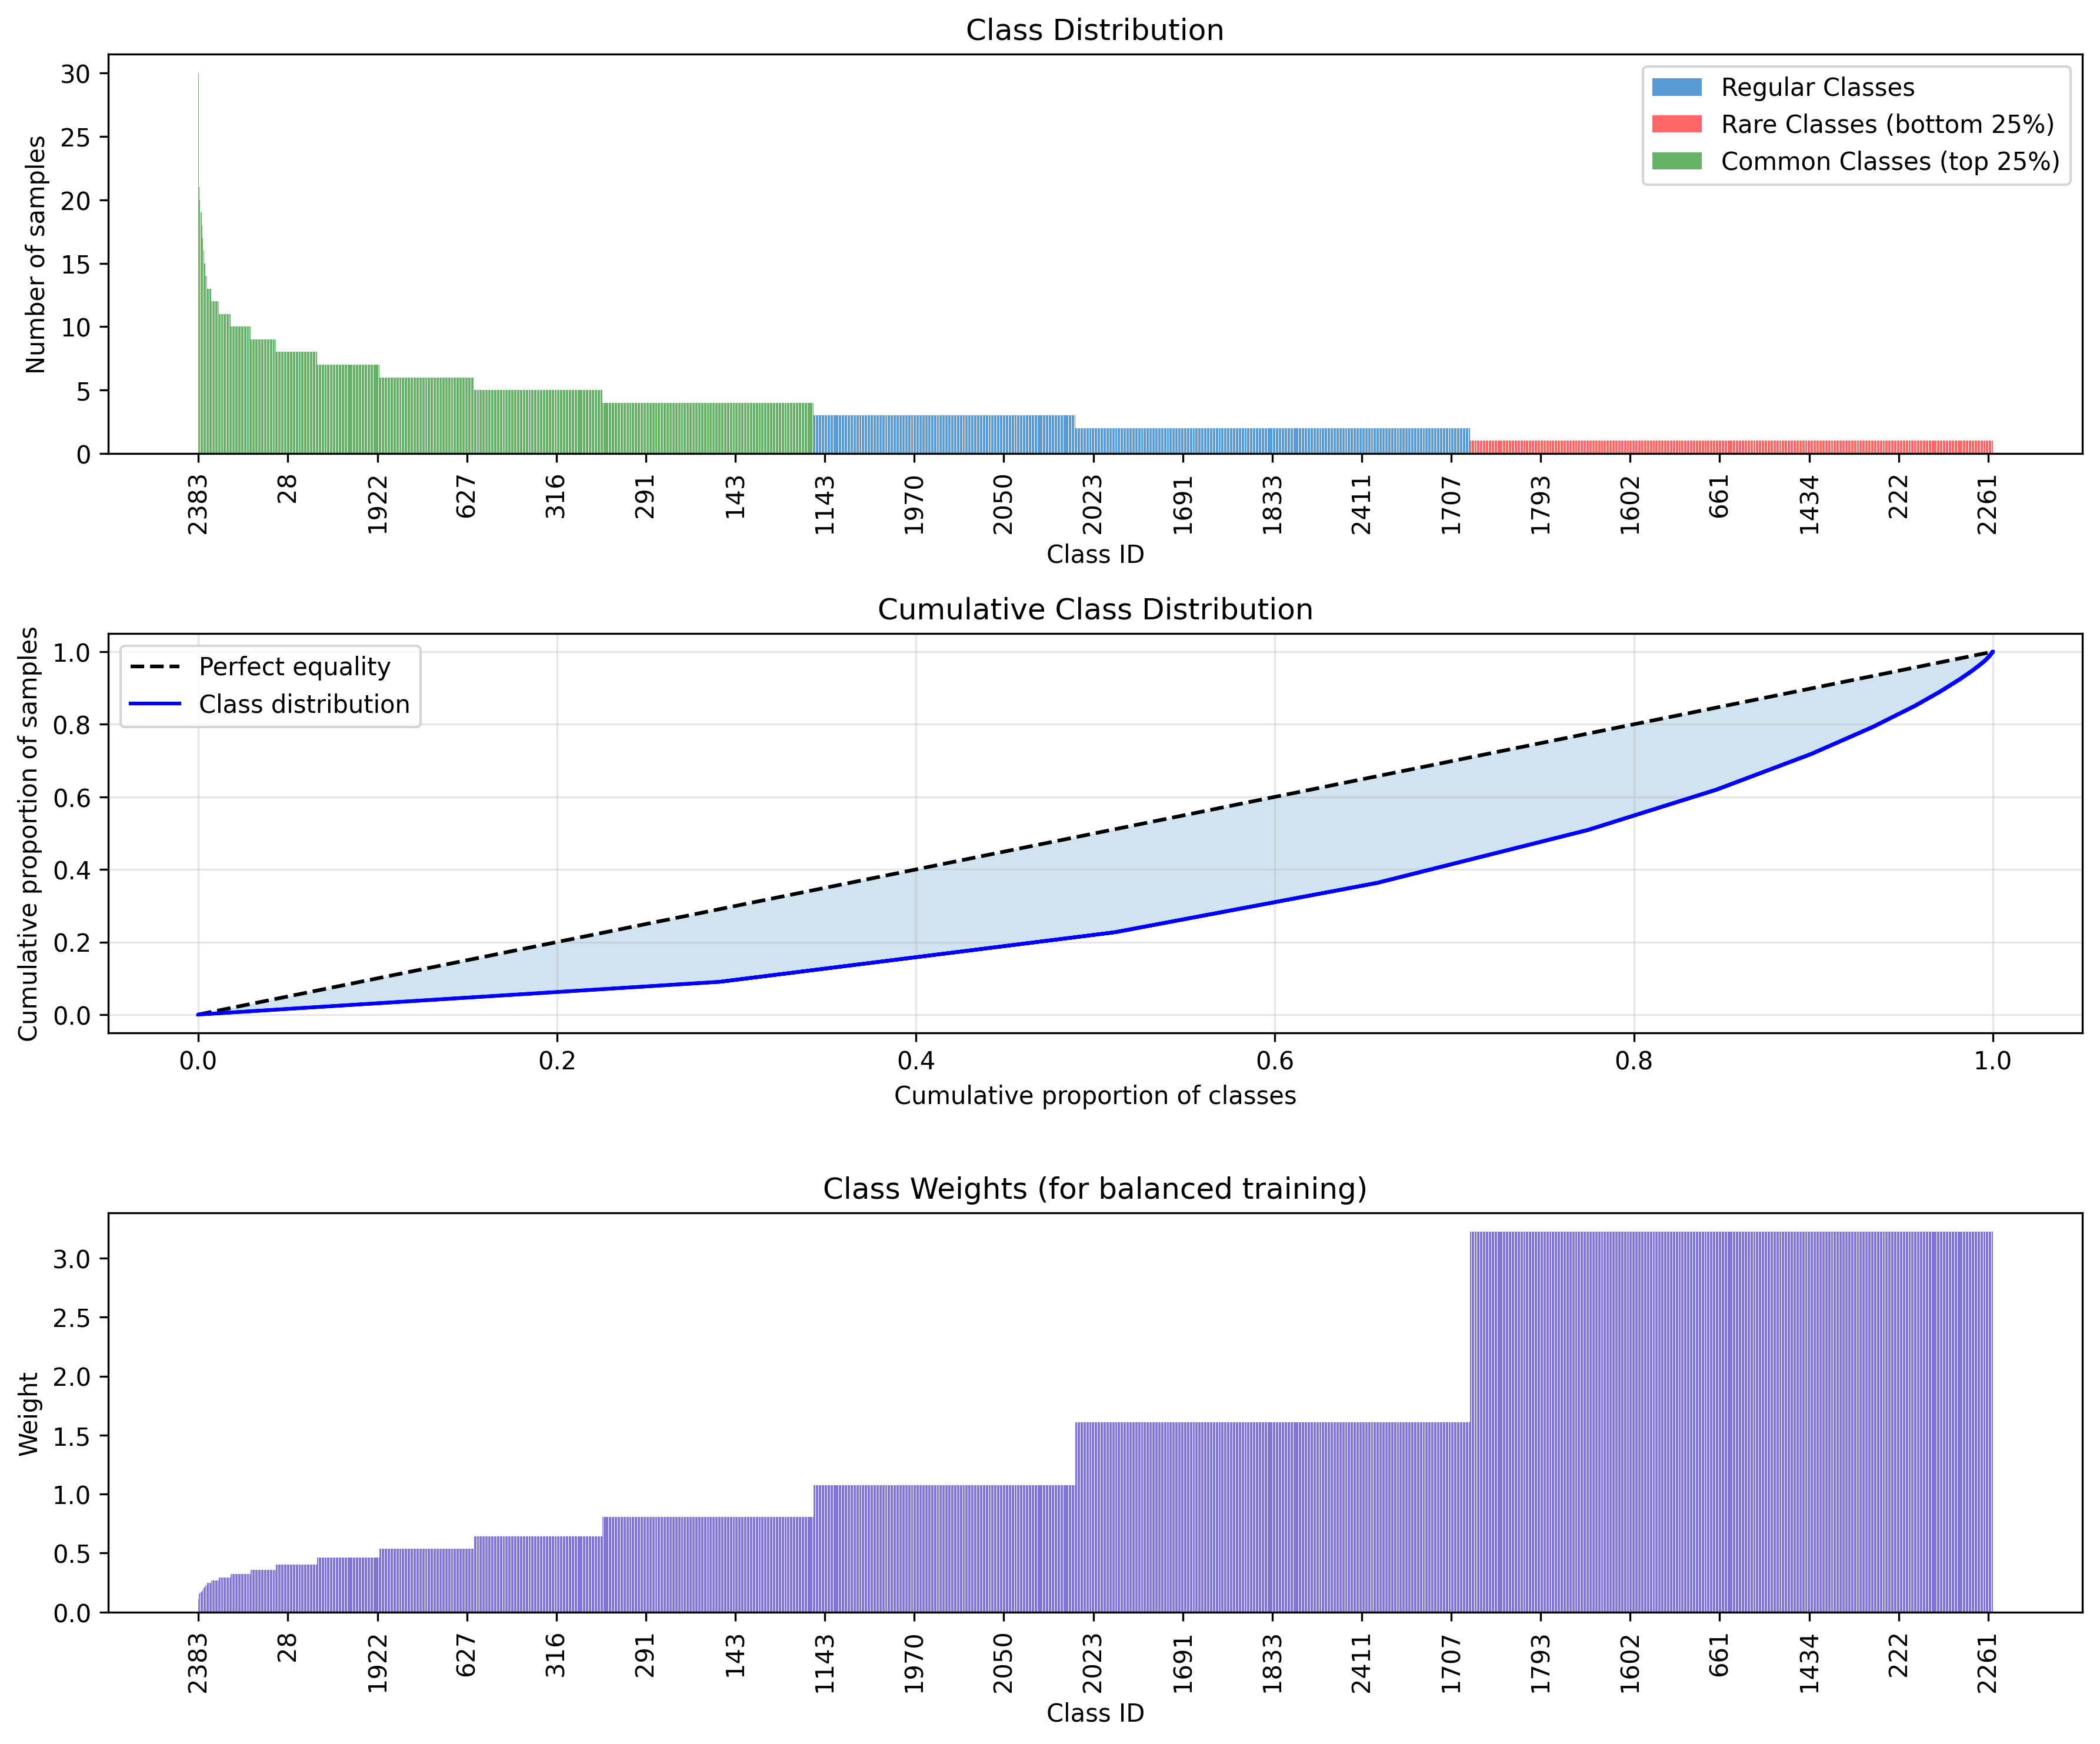 Class Distribution
Number of samples
30
25
20
15
10
5
0
Regular Classes
Rare Classes (bottom 25%)
Common Classes (top 25%)
2383 28 1922 627 316 291 143 1143 1970 2050 2023 1691 1833 2411 1707 1793 1602 661 1434 222 2261
Class ID
Cumulative Class Distribution
Cumulative proportion of samples
1.0
0.8
0.6
0.4
0.2
0.0
Perfect equality
Class distribution
0.0 0.2 0.4 0.6 0.8 1.0
Cumulative proportion of classes
Class Weights (for balanced training)
Weight
3.0
2.5
2.0
1.5
1.0
0.5
0.0
2383 28 1922 627 316 291 143 1143 1970 2050 2023 1691 1833 2411 1707 1793 1602 661 1434 222 2261
Class ID